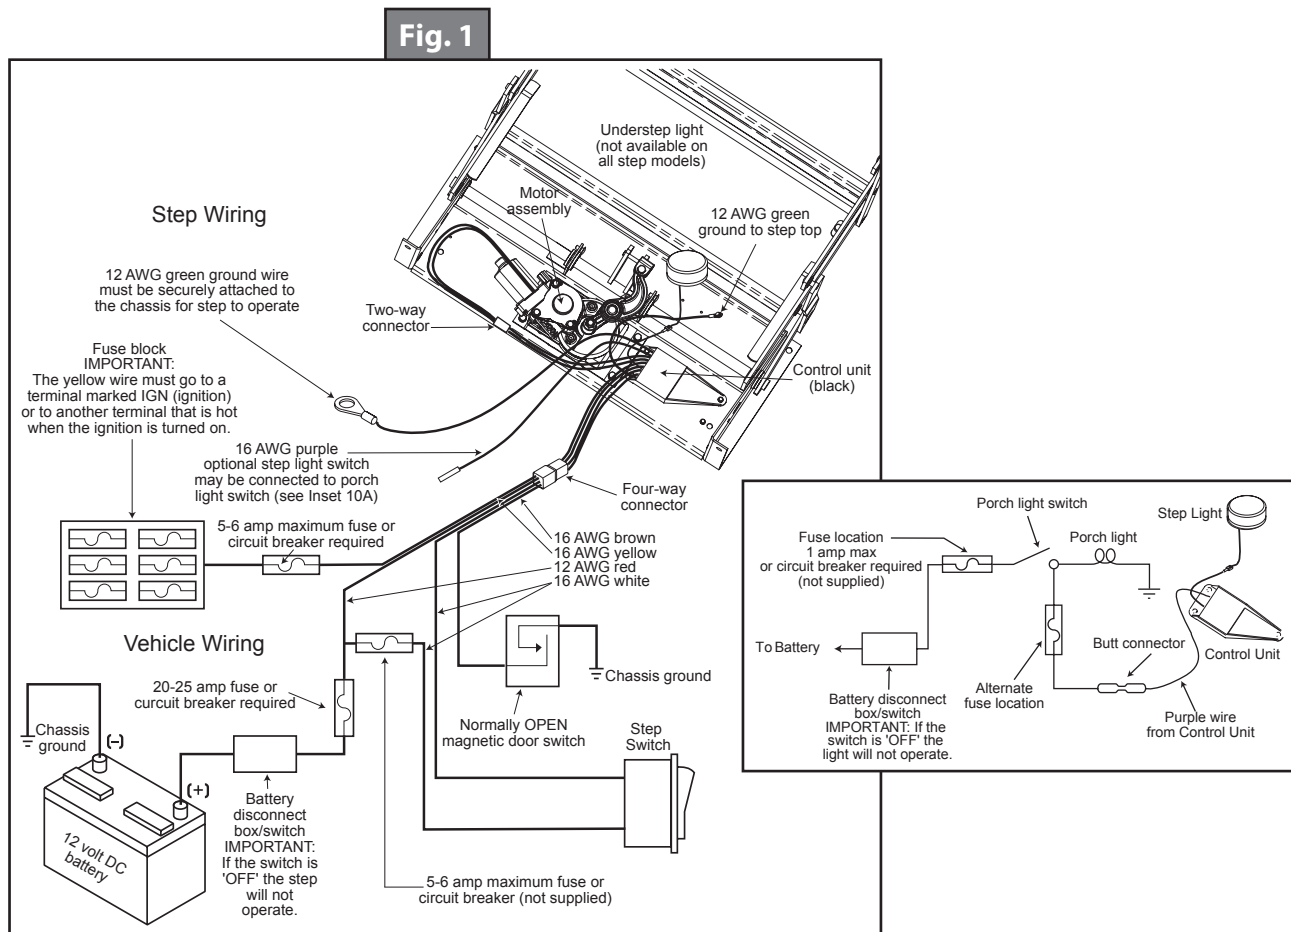 Fig. 1
Understep light
(not available on
all step models)
Motor
assembly
12 AWG green
ground to step top
Step Wiring
12 AWG green ground wire
must be securely attached to
the chassis for step to operate
Two-way
connector
Fuse block
IMPORTANT:
The yellow wire must go to a
terminal marked IGN (ignition)
or to another terminal that is hot
when the ignition is turned on.
Control unit
(black)
16 AWG purple
optional step light switch
may be connected to porch
light switch (see Inset 10A)
Four-way
connector
5-6 amp maximum fuse or
circuit breaker required
16 AWG brown
16 AWG yellow
12 AWG red
16 AWG white
Vehicle Wiring
20-25 amp fuse or
curcuit breaker required
Chassis ground
Normally OPEN
magnetic door switch
Step
Switch
Chassis
ground
(-)
(+)
12 volt DC
battery
Battery
disconnect
box/switch
IMPORTANT:
If the switch is
'OFF' the step
will not
operate.
5-6 amp maximum fuse or
circuit breaker (not supplied)
Porch light switch
Step Light
Fuse location
1 amp max
or circuit breaker required
(not supplied)
Porch light
To Battery
Butt connector
Control Unit
Battery disconnect
box/switch
IMPORTANT: If the
switch is 'OFF' the
light will not operate.
Alternate
fuse location
Purple wire
from Control Unit